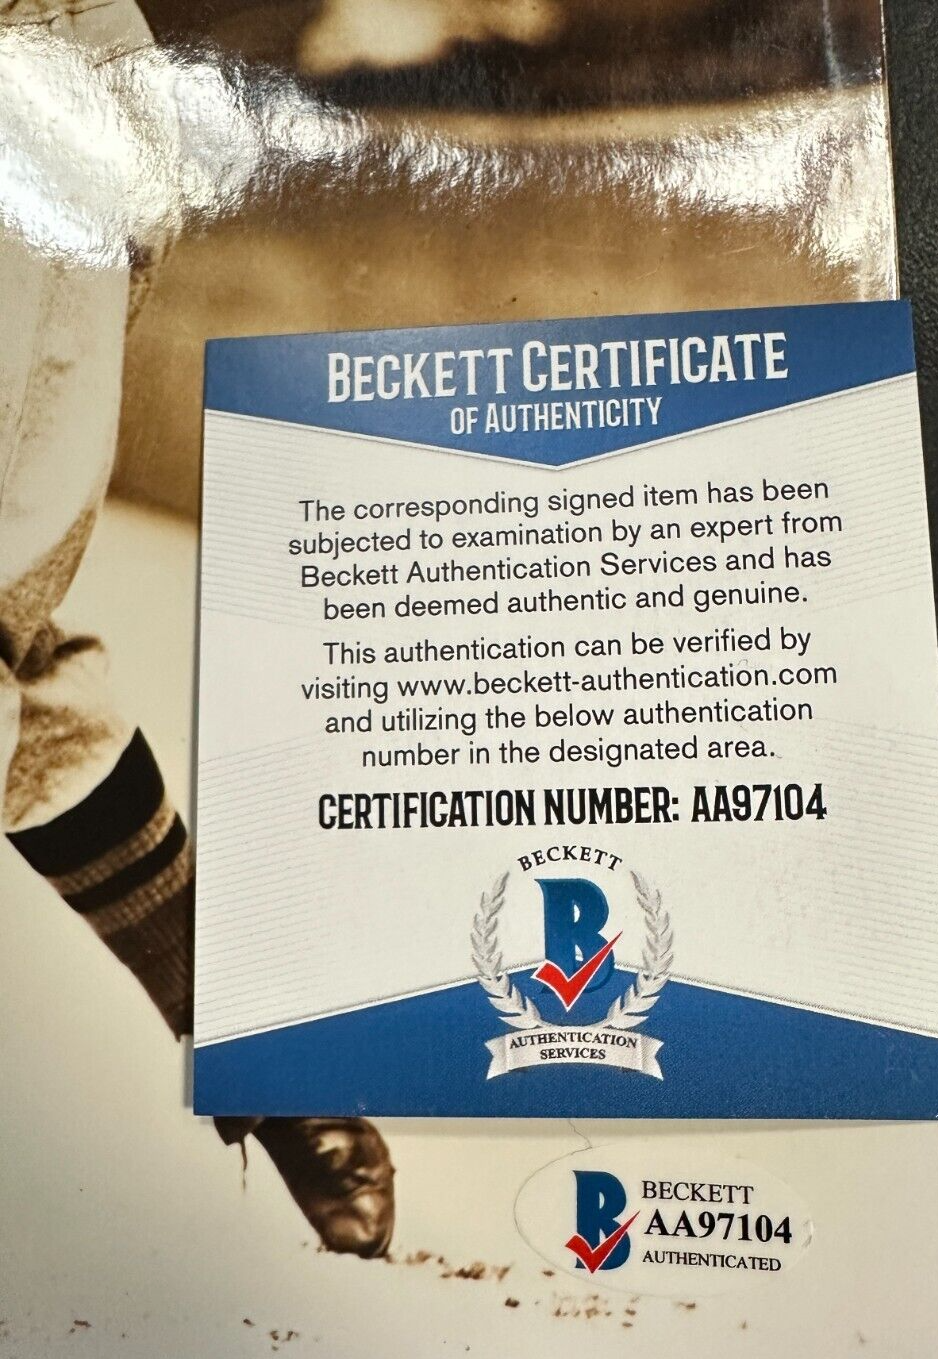 BECKETT CERTIFICATE
OF AUTHENTICITY
The corresponding signed item has been
subjected to examination by an expert from
Beckett Authentication Services and has
been deemed authentic and genuine.
This authentication can be verified by
visiting www.beckett-authentication.com
and utilizing the below authentication
number in the designated area.
CERTIFICATION NUMBER: AA97104
BECKETT
B
AUTHENTICATION
SERVICES
B
BECKETT
AA97104
AUTHENTICATED